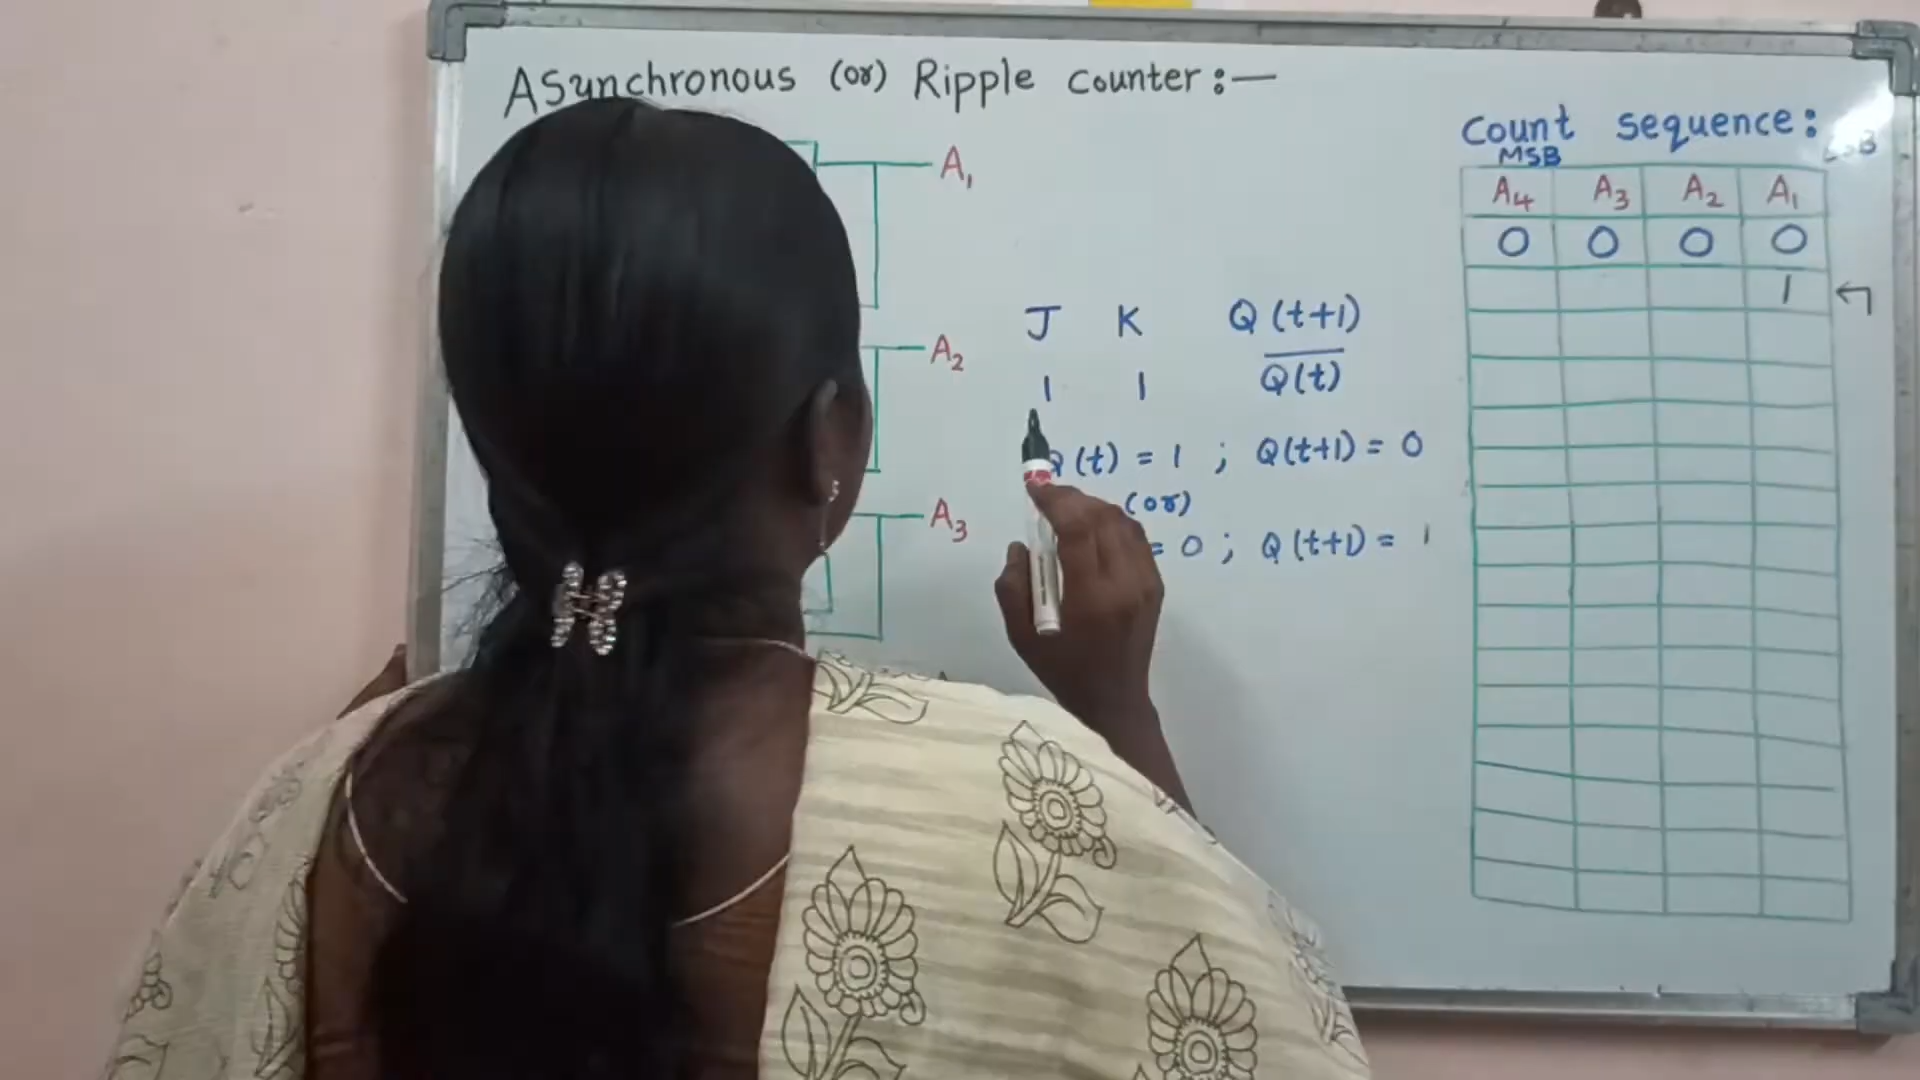 Asynchronous (or) Ripple counter :—
A1
A2
A3
J K Q(t+1)
1 1 Q̅(̅t̅)̅
Q(t) = 1 ; Q(t+1) = 0
(or)
= 0 ; Q(t+1) = 1
Count sequence:
MSB LSB
A4 A3 A2 A1
0 0 0 0
1